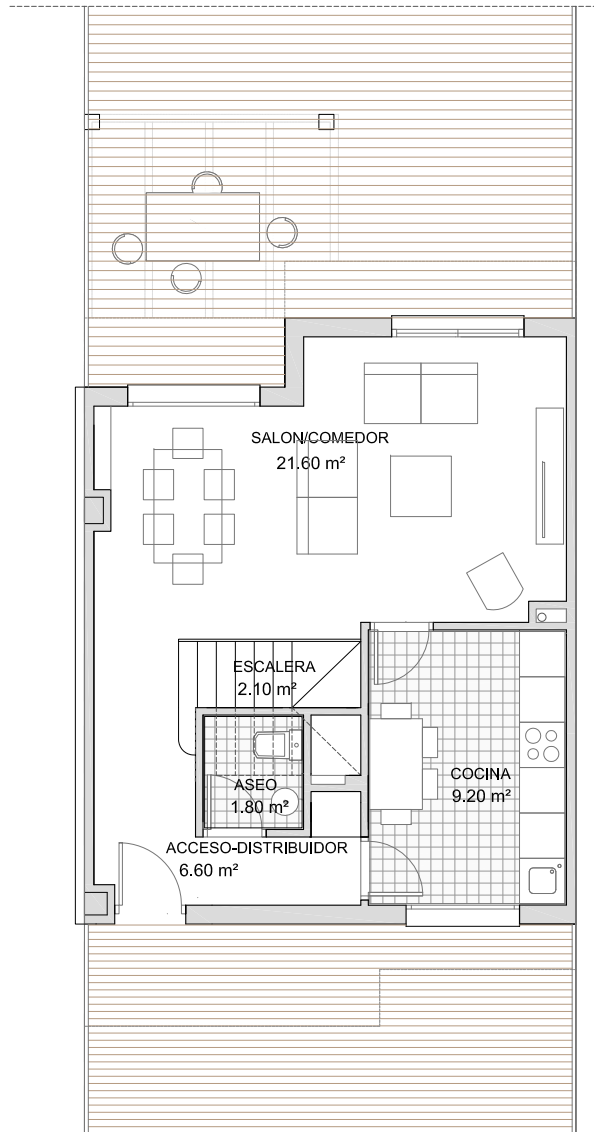 SALON/COMEDOR
21.60 m²
ESCALERA
2.10 m²
COCINA
9.20 m²
ASEO
1.80 m²
ACCESO-DISTRIBUIDOR
6.60 m²